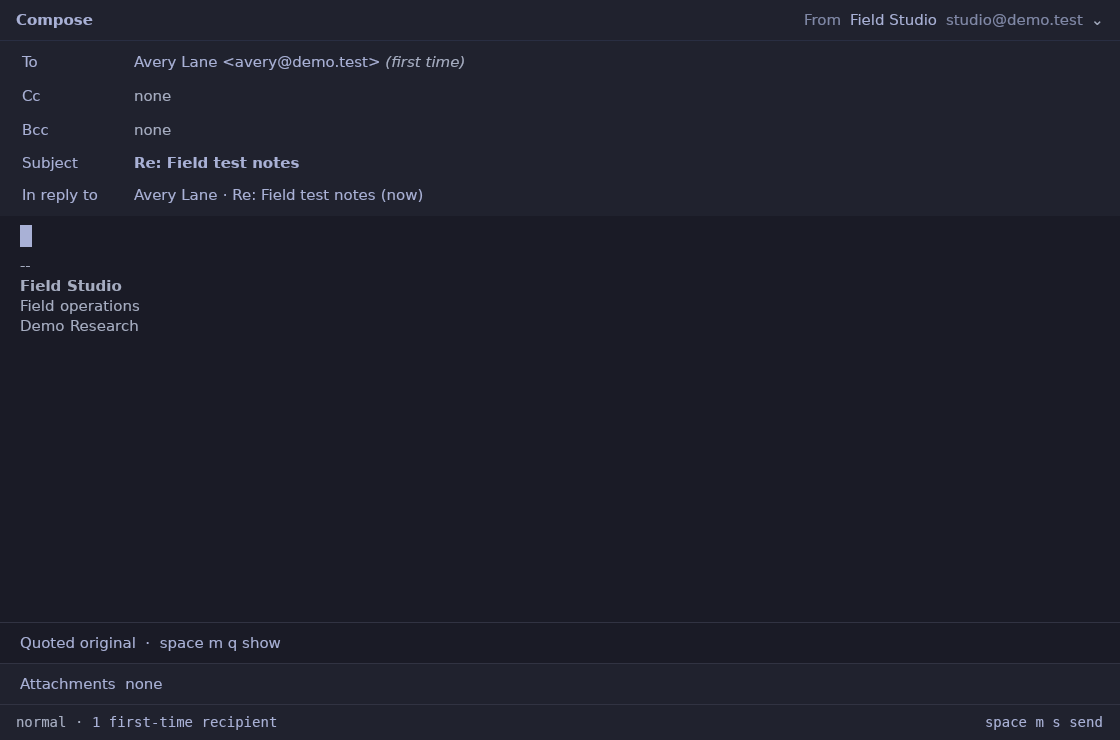 Compose From Field Studio studio@demo.test ⌄
To Avery Lane <avery@demo.test> (first time)
Cc none
Bcc none
Subject Re: Field test notes
In reply to Avery Lane · Re: Field test notes (now)
--
Field Studio
Field operations
Demo Research
Quoted original · space m q show
Attachments none
normal · 1 first-time recipient space m s send